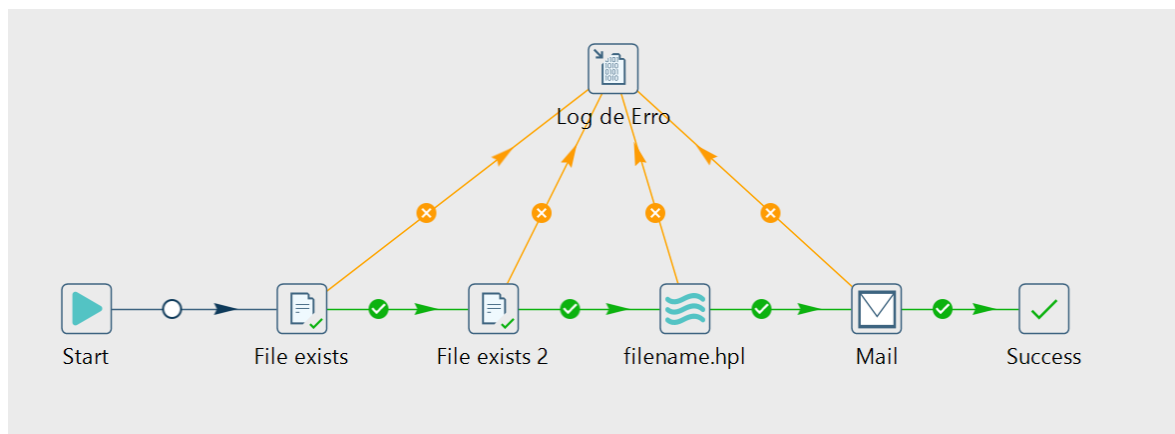 Log de Erro
Start
File exists
File exists 2
filename.hpl
Mail
Success